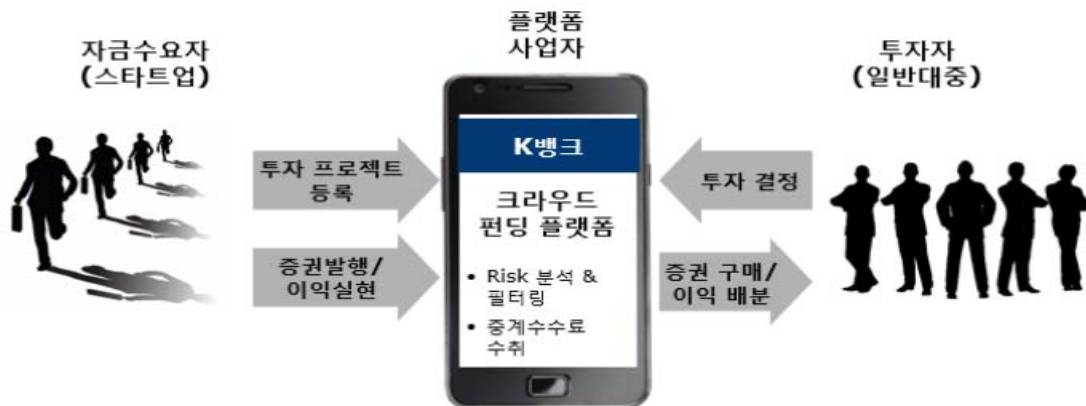 플랫폼
사업자
자금수요자
(스타트업)
투자자
(일반대중)
K뱅크
투자 프로젝트
등록
투자 결정
크라우드
펀딩 플랫폼
증권발행/
이익실현
• Risk 분석 &
필터링
• 중계수수료
수취
증권 구매/
이익 배분